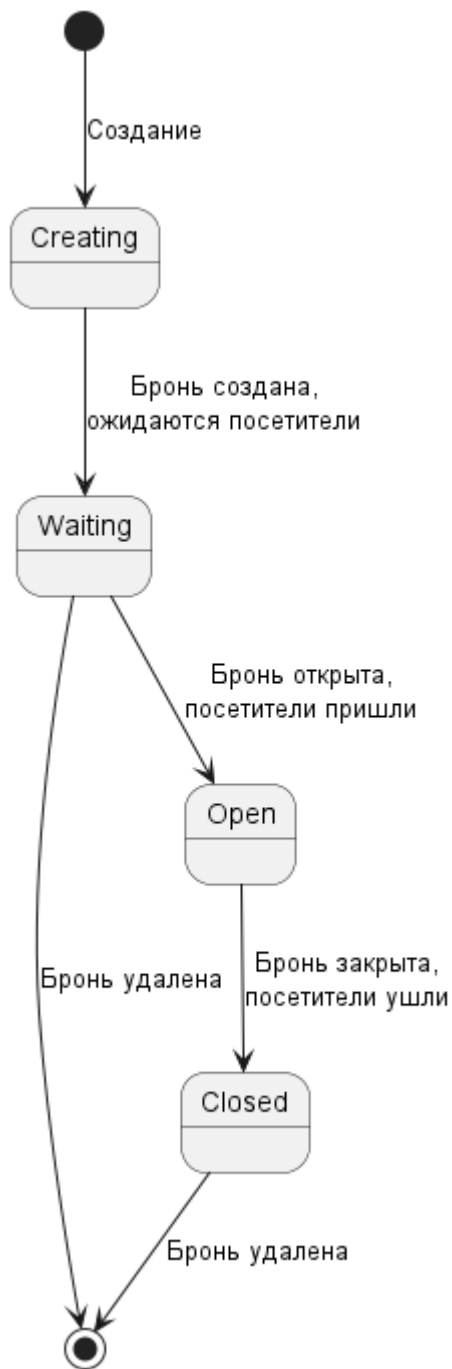 Создание
Creating
Бронь создана,
ожидаются посетители
Waiting
Бронь открыта,
посетители пришли
Open
Бронь удалена
Бронь закрыта,
посетители ушли
Closed
Бронь удалена